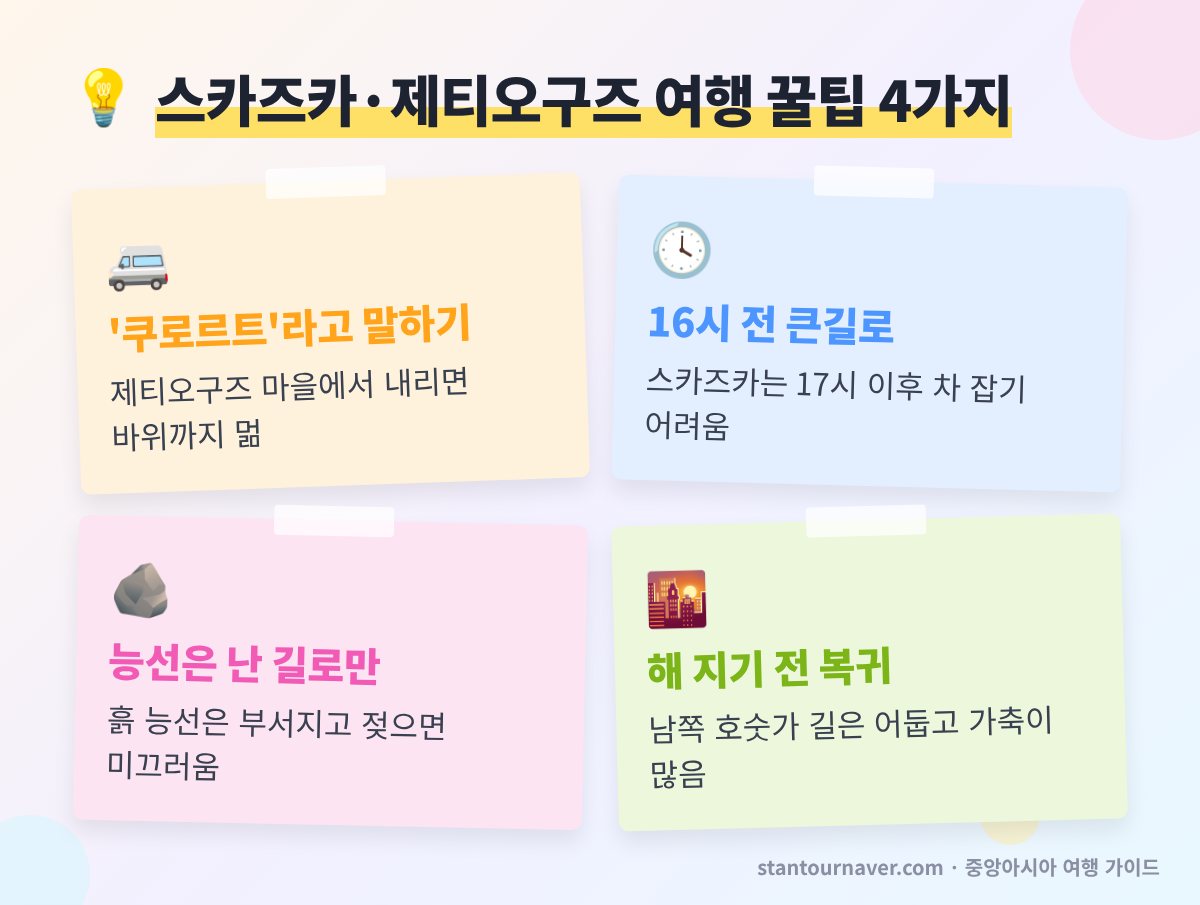 스카즈카·제티오구즈 여행 꿀팁 4가지
'쿠로르트'라고 말하기
제티오구즈 마을에서 내리면
바위까지 멂
16시 전 큰길로
스카즈카는 17시 이후 차 잡기
어려움
능선은 난 길로만
흙 능선은 부서지고 젖으면
미끄러움
해 지기 전 복귀
남쪽 호숫가 길은 어둡고 가축이
많음
stantournaver.com · 중앙아시아 여행 가이드